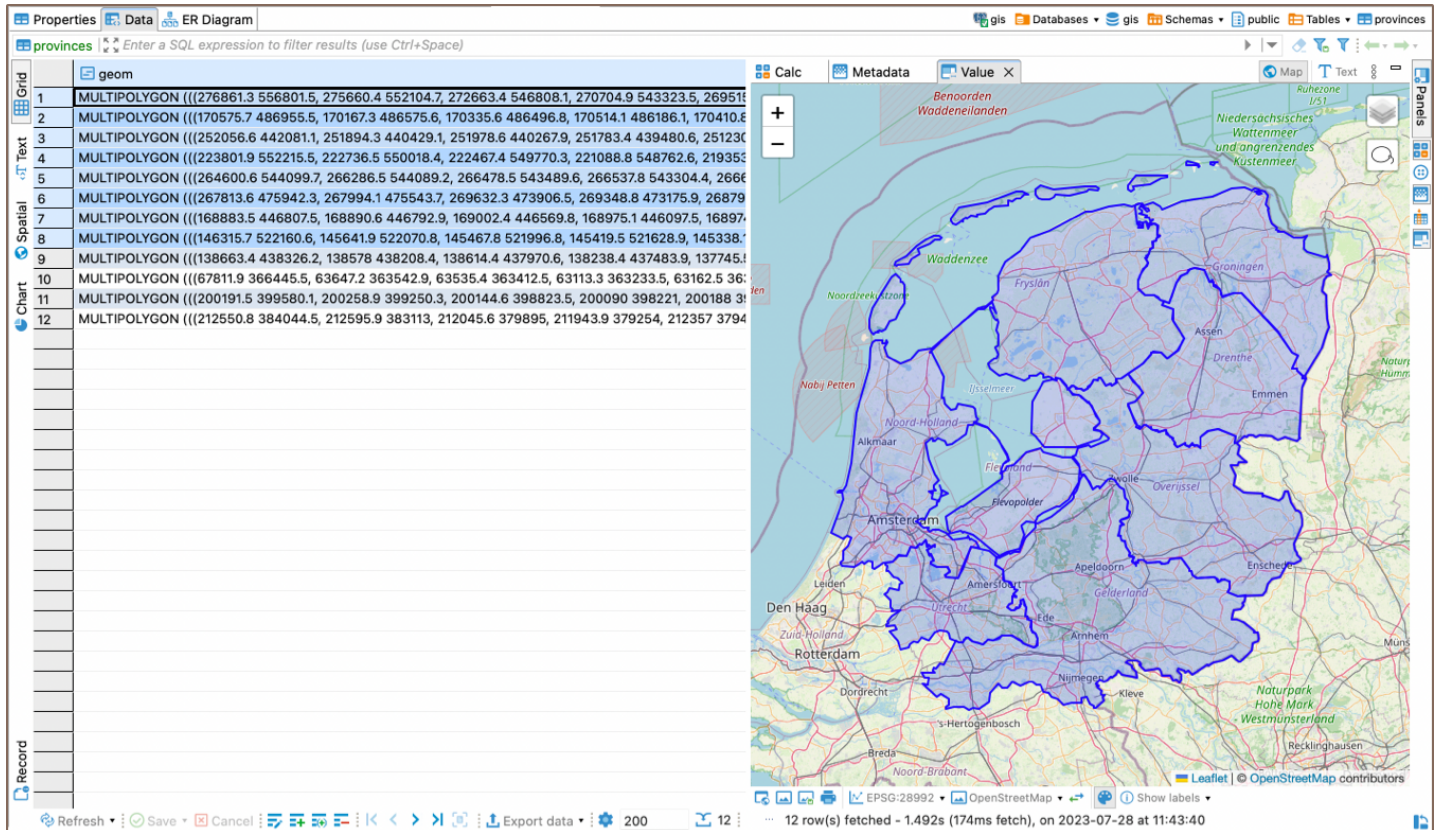 Properties Data ER Diagram gis Databases gis Schemas public Tables provinces
provinces Enter a SQL expression to filter results (use Ctrl+Space)
Grid
Text
Spatial
Chart
Record
geom
1 MULTIPOLYGON (((276861.3 556801.5, 275660.4 552104.7, 272663.4 546808.1, 270704.9 543323.5, 269515
2 MULTIPOLYGON (((170575.7 486955.5, 170167.3 486575.6, 170335.6 486496.8, 170514.1 486186.1, 170410.8
3 MULTIPOLYGON (((252056.6 442081.1, 251894.3 440429.1, 251978.6 440267.9, 251783.4 439480.6, 251230
4 MULTIPOLYGON (((223801.9 552215.5, 222736.5 550018.4, 222467.4 549770.3, 221088.8 548762.6, 219353
5 MULTIPOLYGON (((264600.6 544099.7, 266286.5 544089.2, 266478.5 543489.6, 266537.8 543304.4, 2666
6 MULTIPOLYGON (((267813.6 475942.3, 267994.1 475543.7, 269632.3 473906.5, 269348.8 473175.9, 26879
7 MULTIPOLYGON (((168883.5 446807.5, 168890.6 446792.9, 169002.4 446569.8, 168975.1 446097.5, 16897
8 MULTIPOLYGON (((146315.7 522160.6, 145641.9 522070.8, 145467.8 521996.8, 145419.5 521628.9, 145338.
9 MULTIPOLYGON (((138663.4 438326.2, 138578 438208.4, 138614.4 437970.6, 138238.4 437483.9, 137745.
10 MULTIPOLYGON (((67811.9 366445.5, 63647.2 363542.9, 63535.4 363412.5, 63113.3 363233.5, 63162.5 363
11 MULTIPOLYGON (((200191.5 399580.1, 200258.9 399250.3, 200144.6 398823.5, 200090 398221, 200188 3
12 MULTIPOLYGON (((212550.8 384044.5, 212595.9 383113, 212045.6 379895, 211943.9 379254, 212357 3794
Calc Metadata Value Map Text
Panels
+
−
Benoorden
Waddeneilanden
Ruhezone
I/51
Niedersächsisches
Wattenmeer
und angrenzendes
Küstenmeer
Waddenzee
Noordzeekustzone
Groningen
Fryslân
Assen
Drenthe
Emmen
Naby Petten
IJsselmeer
Noord-Holland
Alkmaar
Flevoland
Flevopolder
Zwolle
Overijssel
Amsterdam
Leiden
Amersfoort
Apeldoorn
Enschede
Den Haag
Utrecht
Gelderland
Ede
Zuid-Holland
Arnhem
Rotterdam
Nijmegen
Dordrecht
Kleve
's-Hertogenbosch
Naturpark
Hohe Mark
Westmünsterland
Breda
Noord-Brabant
Recklinghausen
Leaflet | © OpenStreetMap contributors
EPSG:28992 OpenStreetMap Show labels
Refresh Save Cancel Export data 200 12 12 row(s) fetched - 1.492s (174ms fetch), on 2023-07-28 at 11:43:40